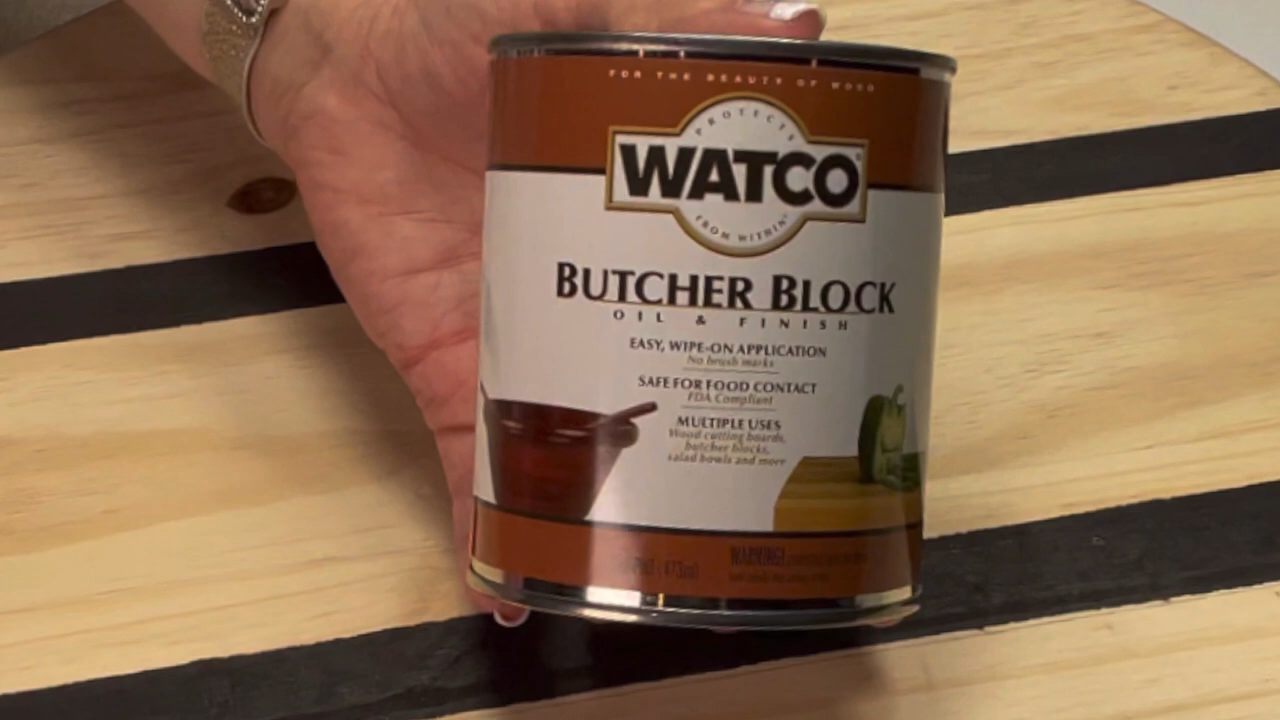 FOR THE BEAUTY OF WOOD
PROTECTS
WATCO®
FROM WITHIN
BUTCHER BLOCK
OIL & FINISH
EASY, WIPE-ON APPLICATION
No brush marks
SAFE FOR FOOD CONTACT
FDA Compliant
MULTIPLE USES
Wood cutting boards,
butcher blocks,
salad bowls and more
WARNING!